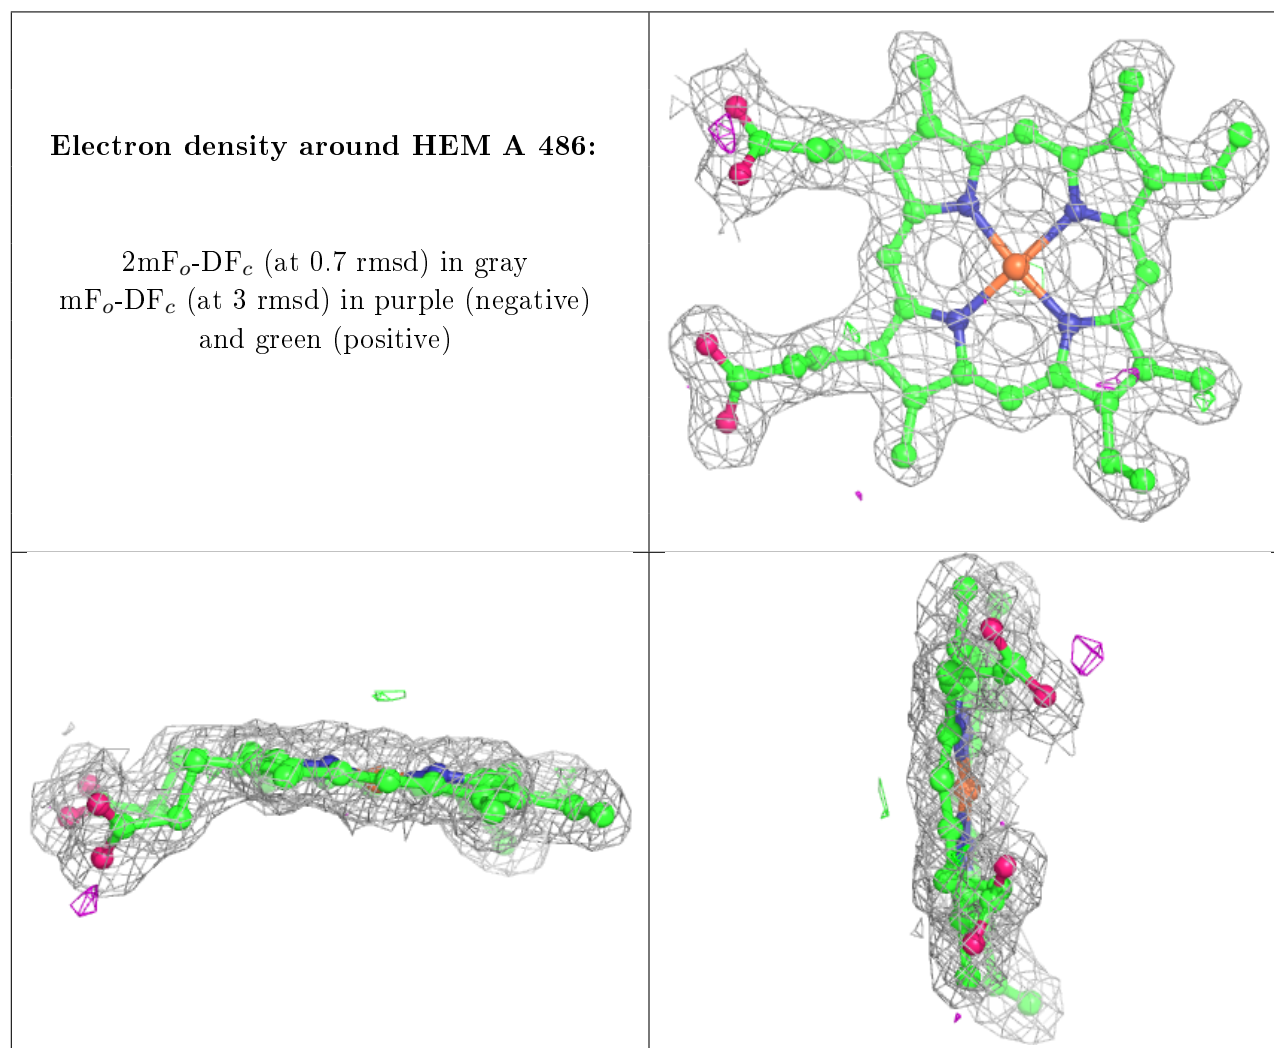 Electron density around HEM A 486:
2mFₒ-DF𝒸 (at 0.7 rmsd) in gray
mFₒ-DF𝒸 (at 3 rmsd) in purple (negative)
and green (positive)